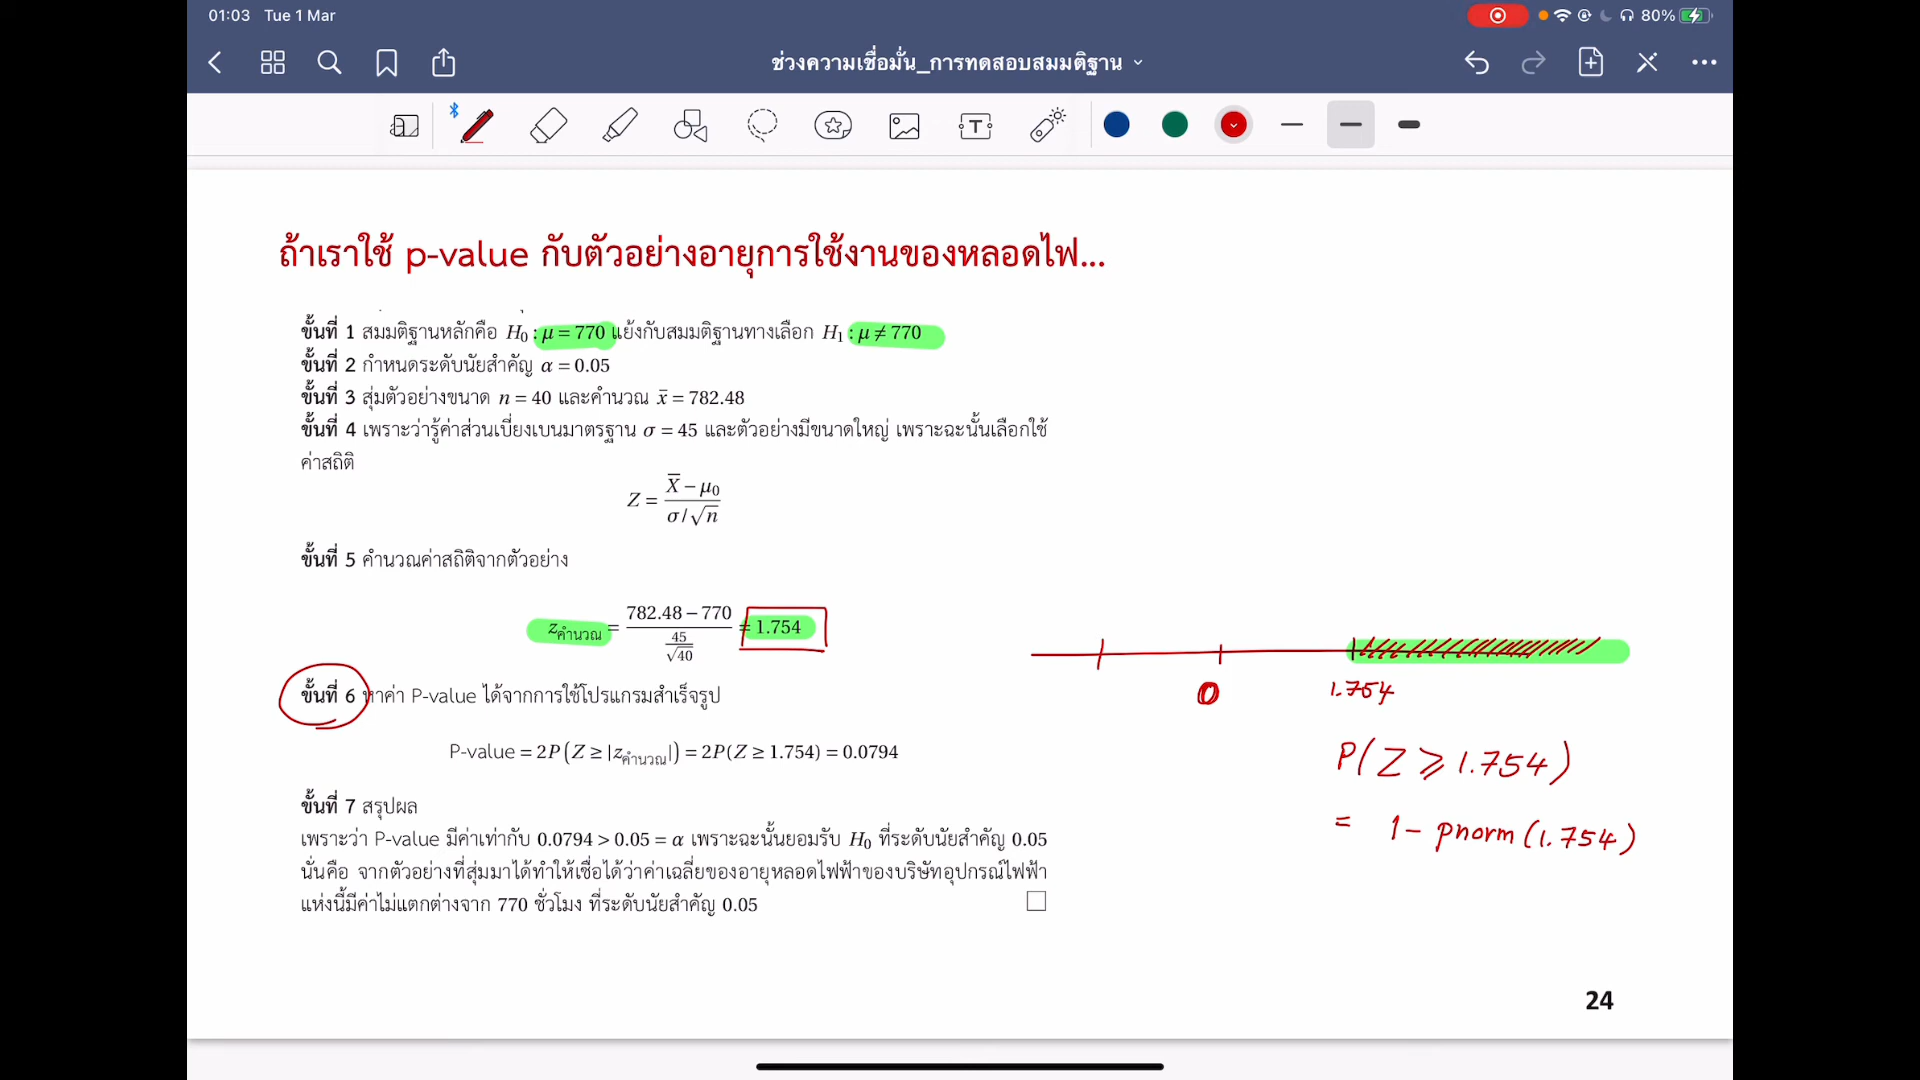 01:03 Tue 1 Mar
80%
ช่วงความเชื่อมั่น_การทดสอบสมมติฐาน
ถ้าเราใช้ p-value กับตัวอย่างอายุการใช้งานของหลอดไฟ...
ขั้นที่ 1 สมมติฐานหลักคือ H₀ : μ = 770 แย้งกับสมมติฐานทางเลือก H₁ : μ ≠ 770
ขั้นที่ 2 กำหนดระดับนัยสำคัญ α = 0.05
ขั้นที่ 3 สุ่มตัวอย่างขนาด n = 40 และคำนวณ x̄ = 782.48
ขั้นที่ 4 เพราะว่ารู้ค่าส่วนเบี่ยงเบนมาตรฐาน σ = 45 และตัวอย่างมีขนาดใหญ่ เพราะฉะนั้นเลือกใช้
ค่าสถิติ
Z = (X̄ − μ₀) / (σ/√n)
ขั้นที่ 5 คำนวณค่าสถิติจากตัวอย่าง
zคำนวณ = (782.48 − 770) / (45/√40) = 1.754
0 1.754
ขั้นที่ 6 หาค่า P-value ได้จากการใช้โปรแกรมสำเร็จรูป
P-value = 2P(Z ≥ |zคำนวณ|) = 2P(Z ≥ 1.754) = 0.0794
P(Z ⩾ 1.754)
= 1 − pnorm(1.754)
ขั้นที่ 7 สรุปผล
เพราะว่า P-value มีค่าเท่ากับ 0.0794 > 0.05 = α เพราะฉะนั้นยอมรับ H₀ ที่ระดับนัยสำคัญ 0.05
นั่นคือ จากตัวอย่างที่สุ่มมาได้ทำให้เชื่อได้ว่าค่าเฉลี่ยของอายุหลอดไฟฟ้าของบริษัทอุปกรณ์ไฟฟ้า
แห่งนี้มีค่าไม่แตกต่างจาก 770 ชั่วโมง ที่ระดับนัยสำคัญ 0.05
24